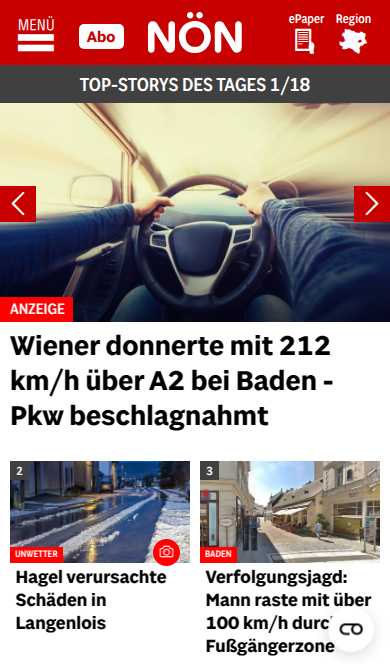 MENÜ
Abo
NÖN
ePaper
Region
TOP-STORYS DES TAGES 1/18
ANZEIGE
Wiener donnerte mit 212
km/h über A2 bei Baden -
Pkw beschlagnahmt
2
UNWETTER
Hagel verursachte
Schäden in
Langenlois
3
BADEN
Verfolgungsjagd:
Mann raste mit über
100 km/h durch
Fußgängerzone